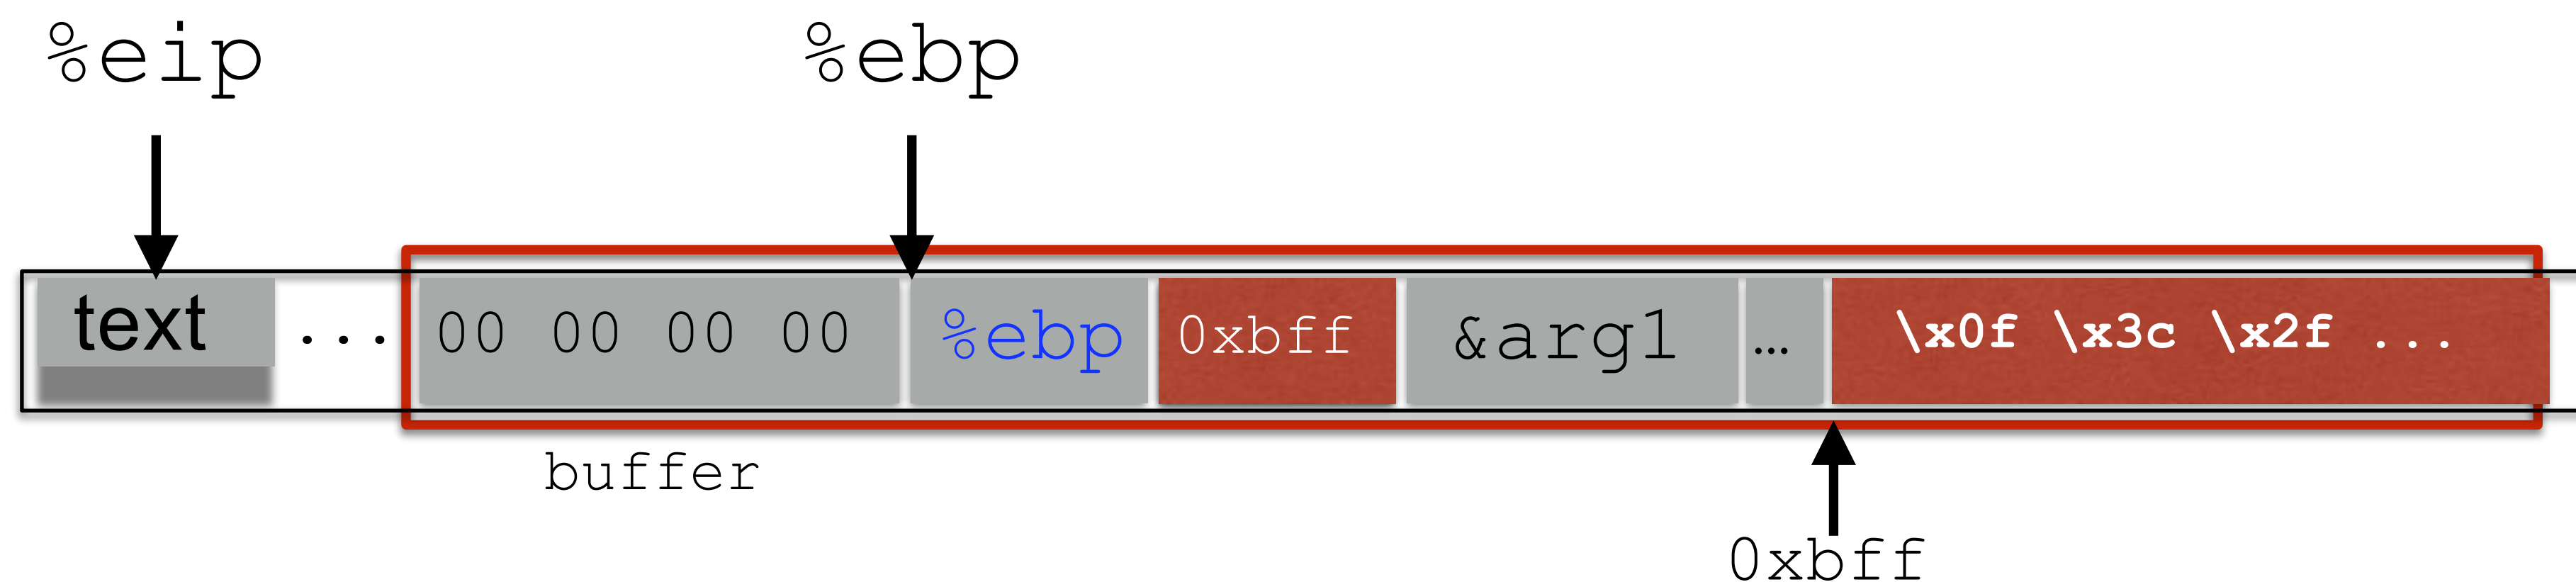 %eip %ebp
text ... 00 00 00 00 %ebp 0xbff &arg1 ... \x0f \x3c \x2f ...
buffer
0xbff